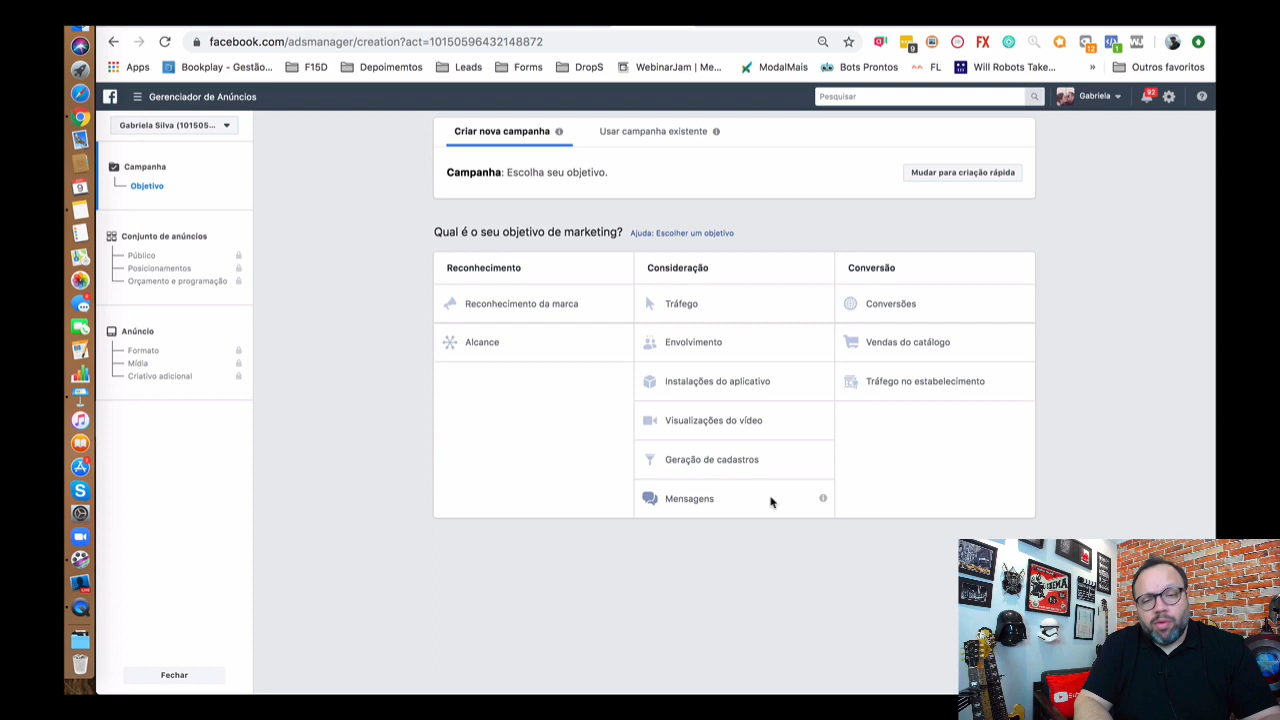 facebook.com/adsmanager/creation?act=10150596432148872
Apps Bookple - Gestão... F15D Depoimemtos Leads Forms DropS WebinarJam | Me... ModalMais Bots Prontos FL Will Robots Take... » Outros favoritos
Gerenciador de Anúncios Pesquisar Gabriela 92
Gabriela Silva (101505...
Criar nova campanha Usar campanha existente
Campanha
Objetivo
Campanha: Escolha seu objetivo. Mudar para criação rápida
Conjunto de anúncios
Público
Posicionamentos
Orçamento e programação
Anúncio
Formato
Mídia
Criativo adicional
Fechar
Qual é o seu objetivo de marketing? Ajuda: Escolher um objetivo
Reconhecimento Consideração Conversão
Reconhecimento da marca Tráfego Conversões
Alcance Envolvimento Vendas do catálogo
Instalações do aplicativo Tráfego no estabelecimento
Visualizações do vídeo
Geração de cadastros
Mensagens